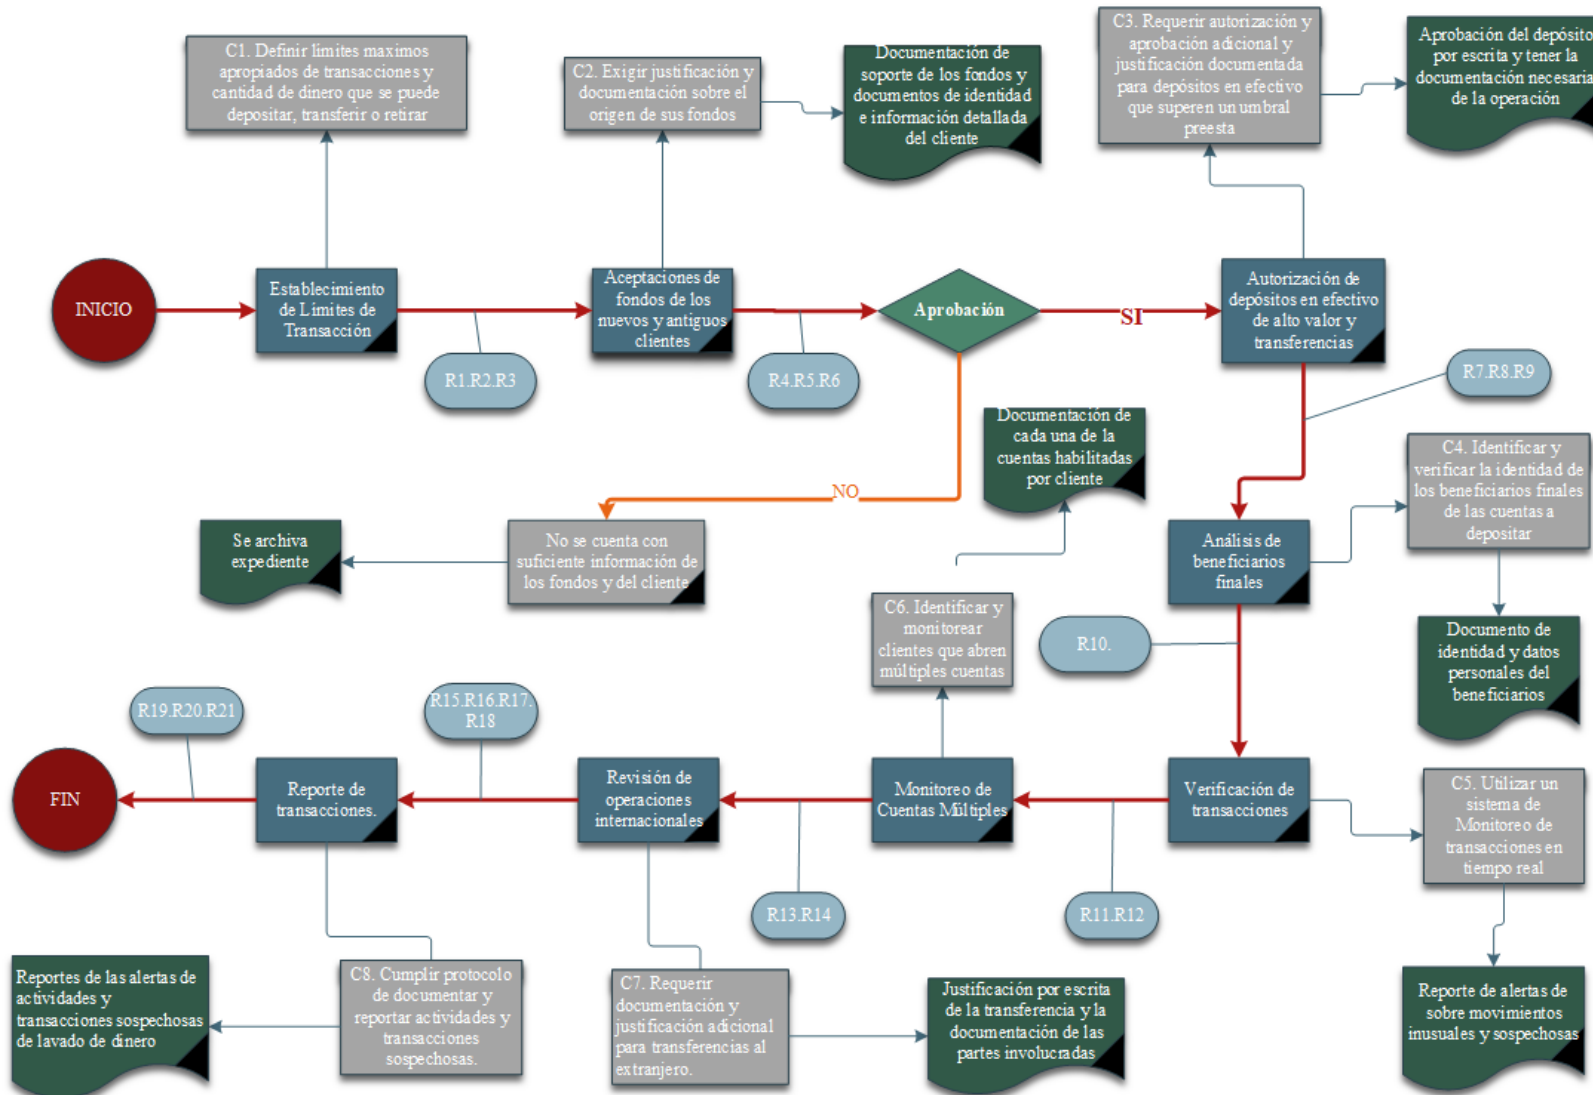 C1. Definir limites maximos
apropiados de transacciones y
cantidad de dinero que se puede
depositar, transferir o retirar
C2. Exigir justificación y
documentación sobre el
origen de sus fondos
Documentación de
soporte de los fondos y
documentos de identidad
e información detallada
del cliente
C3. Requerir autorización y
aprobación adicional y
justificación documentada
para depósitos en efectivo
que superen un umbral
preesta
Aprobación del depósito
por escrita y tener la
documentación necesaria
de la operación
INICIO
Establecimiento
de Límites de
Transacción
R1.R2.R3
Aceptaciones de
fondos de los
nuevos y antiguos
clientes
R4.R5.R6
Aprobación
SI
Autorización de
depósitos en efectivo
de alto valor y
transferencias
R7.R8.R9
NO
No se cuenta con
suficiente información de
los fondos y del cliente
Se archiva
expediente
Documentación de
cada una de la
cuentas habilitadas
por cliente
Análisis de
beneficiarios
finales
C4. Identificar y
verificar la identidad de
los beneficiarios finales
de las cuentas a
depositar
Documento de
identidad y datos
personales del
beneficiarios
R10.
C6. Identificar y
monitorear
clientes que abren
múltiples cuentas
Verificación de
transacciones
C5. Utilizar un
sistema de
Monitoreo de
transacciones en
tiempo real
Reporte de alertas de
sobre movimientos
inusuales y sospechosas
R11.R12
Monitoreo de
Cuentas Múltiples
R13.R14
Revisión de
operaciones
internacionales
C7. Requerir
documentación y
justificación adicional
para transferencias al
extranjero.
Justificación por escrita
de la transferencia y la
documentación de las
partes involucradas
R15.R16.R17.
R18
Reporte de
transacciones.
C8. Cumplir protocolo
de documentar y
reportar actividades y
transacciones
sospechosas.
Reportes de las alertas de
actividades y
transacciones sospechosas
de lavado de dinero
R19.R20.R21
FIN